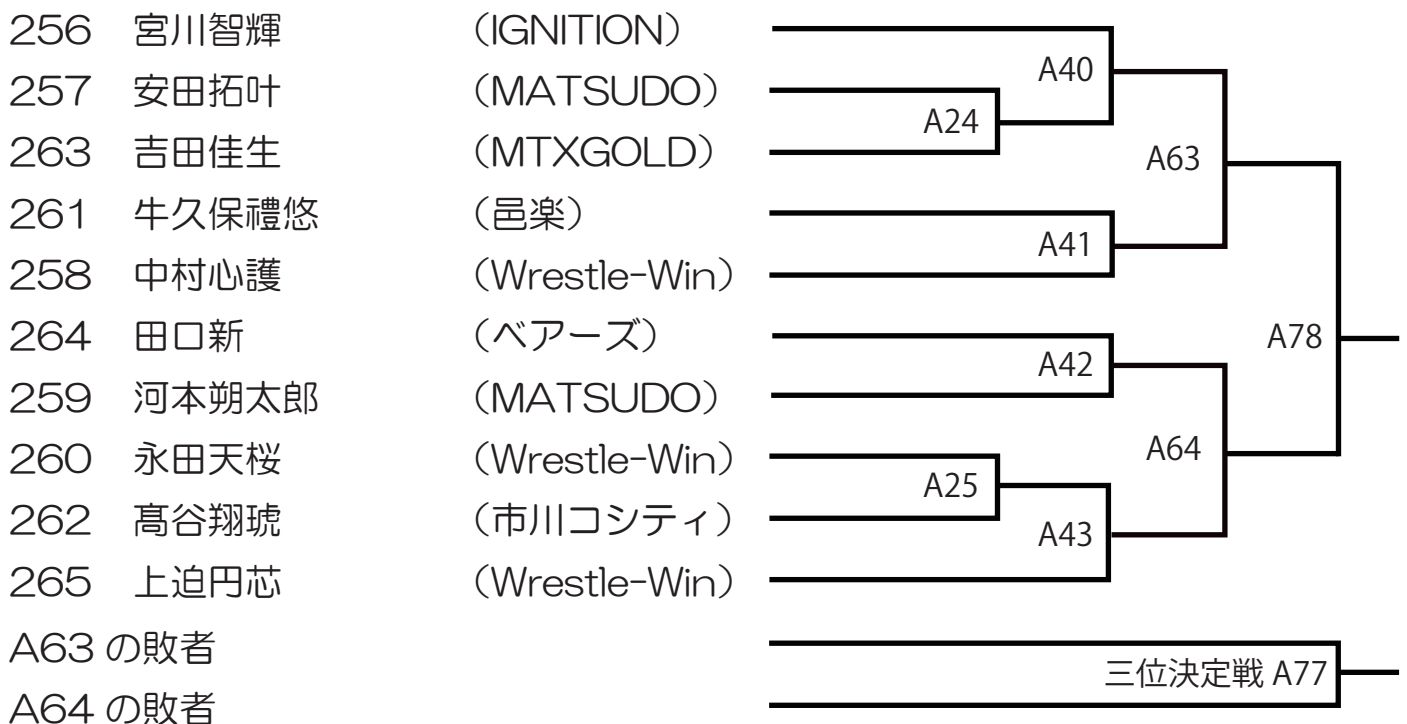 256 宮川智輝 （IGNITION）
257 安田拓叶 （MATSUDO）
263 吉田佳生 （MTXGOLD）
261 牛久保禮悠 （邑楽）
258 中村心護 （Wrestle-Win）
264 田口新 （ベアーズ）
259 河本朔太郎 （MATSUDO）
260 永田天桜 （Wrestle-Win）
262 髙谷翔琥 （市川コシティ）
265 上迫円芯 （Wrestle-Win）
A63 の敗者
A64 の敗者
A40
A24
A63
A41
A78
A42
A64
A25
A43
三位決定戦 A77